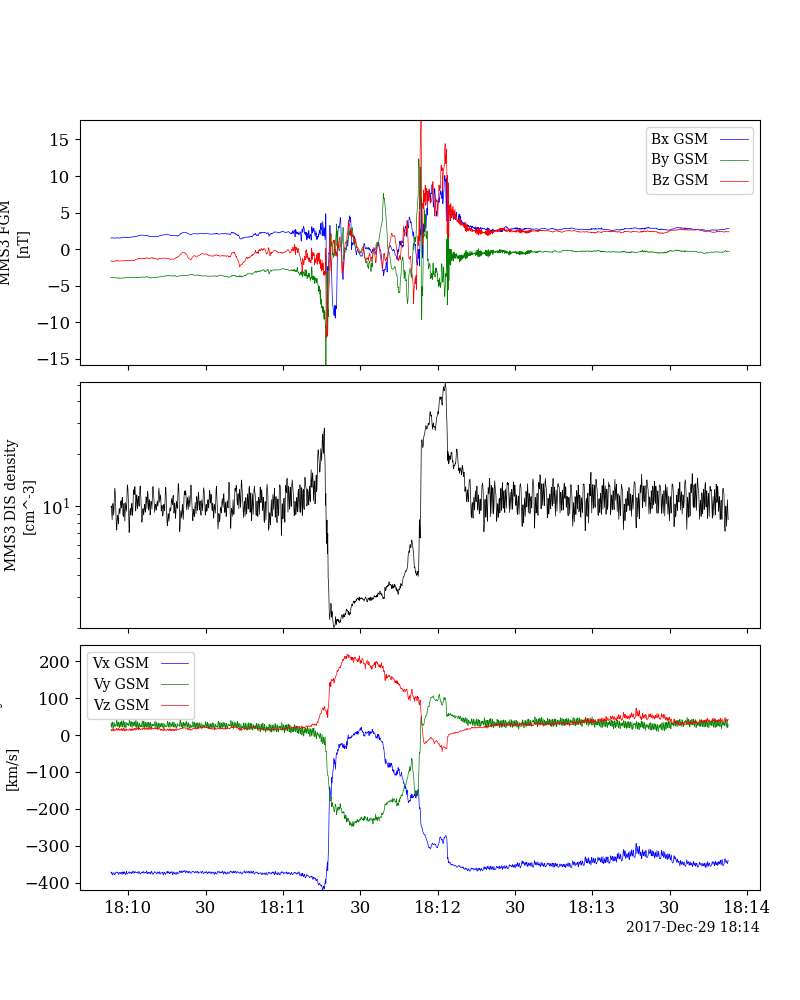 MMS3 FGM
[nT]
15
10
5
0
−5
−10
−15
Bx GSM
By GSM
Bz GSM
MMS3 DIS density
[cm^-3]
10^1
[km/s]
200
100
0
−100
−200
−300
−400
Vx GSM
Vy GSM
Vz GSM
18:10 30 18:11 30 18:12 30 18:13 30 18:14
2017-Dec-29 18:14